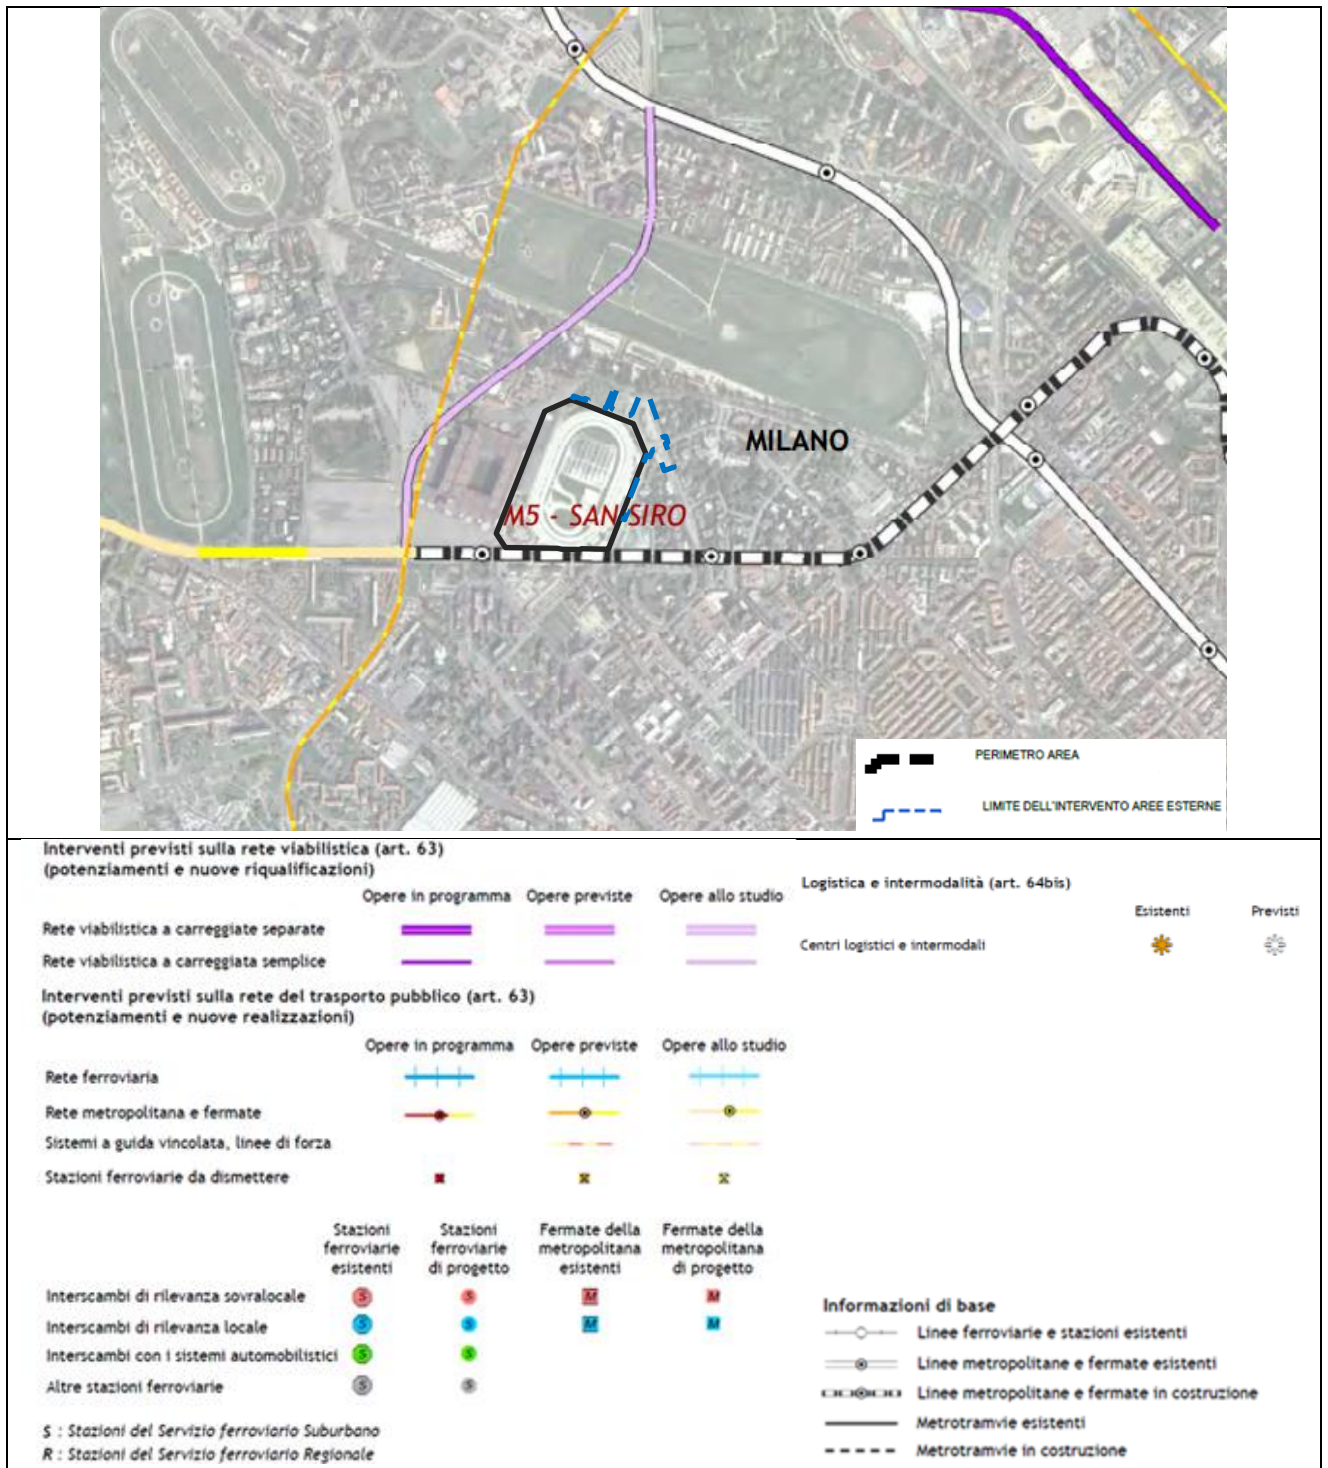 MILANO
M5 - SAN SIRO
PERIMETRO AREA
LIMITE DELL'INTERVENTO AREE ESTERNE
Interventi previsti sulla rete viabilistica (art. 63)
(potenziamenti e nuove riqualificazioni)
Opere in programma Opere previste Opere allo studio
Rete viabilistica a carreggiate separate
Rete viabilistica a carreggiata semplice
Logistica e intermodalità (art. 64bis)
Esistenti Previsti
Centri logistici e intermodali
Interventi previsti sulla rete del trasporto pubblico (art. 63)
(potenziamenti e nuove realizzazioni)
Opere in programma Opere previste Opere allo studio
Rete ferroviaria
Rete metropolitana e fermate
Sistemi a guida vincolata, linee di forza
Stazioni ferroviarie da dismettere
Stazioni Stazioni Fermate della Fermate della
ferroviarie ferroviarie metropolitana metropolitana
esistenti di progetto esistenti di progetto
Interscambi di rilevanza sovralocale S S M M
Interscambi di rilevanza locale S S M M
Interscambi con i sistemi automobilistici S S
Altre stazioni ferroviarie S S
S : Stazioni del Servizio ferroviario Suburbano
R : Stazioni del Servizio ferroviario Regionale
Informazioni di base
Linee ferroviarie e stazioni esistenti
Linee metropolitane e fermate esistenti
Linee metropolitane e fermate in costruzione
Metrotramvie esistenti
Metrotramvie in costruzione